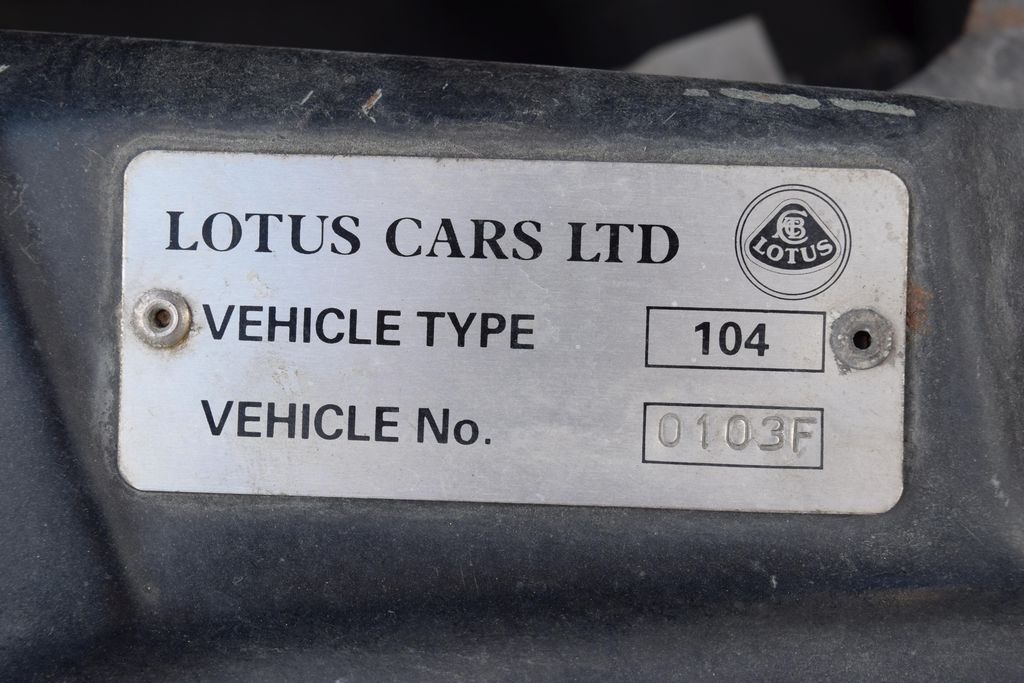 LOTUS CARS LTD
LOTUS
VEHICLE TYPE 104
VEHICLE No. 0103F